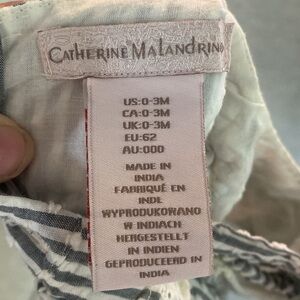 CATHERINE MALANDRINO
US:0-3M
CA:0-3M
UK:0-3M
EU:62
AU:000
MADE IN
INDIA
FABRIQUÉ EN
INDE
WYPRODUKOWANO
W INDIACH
HERGESTELLT
IN INDIEN
GEPRODUCEERD IN
INDIA